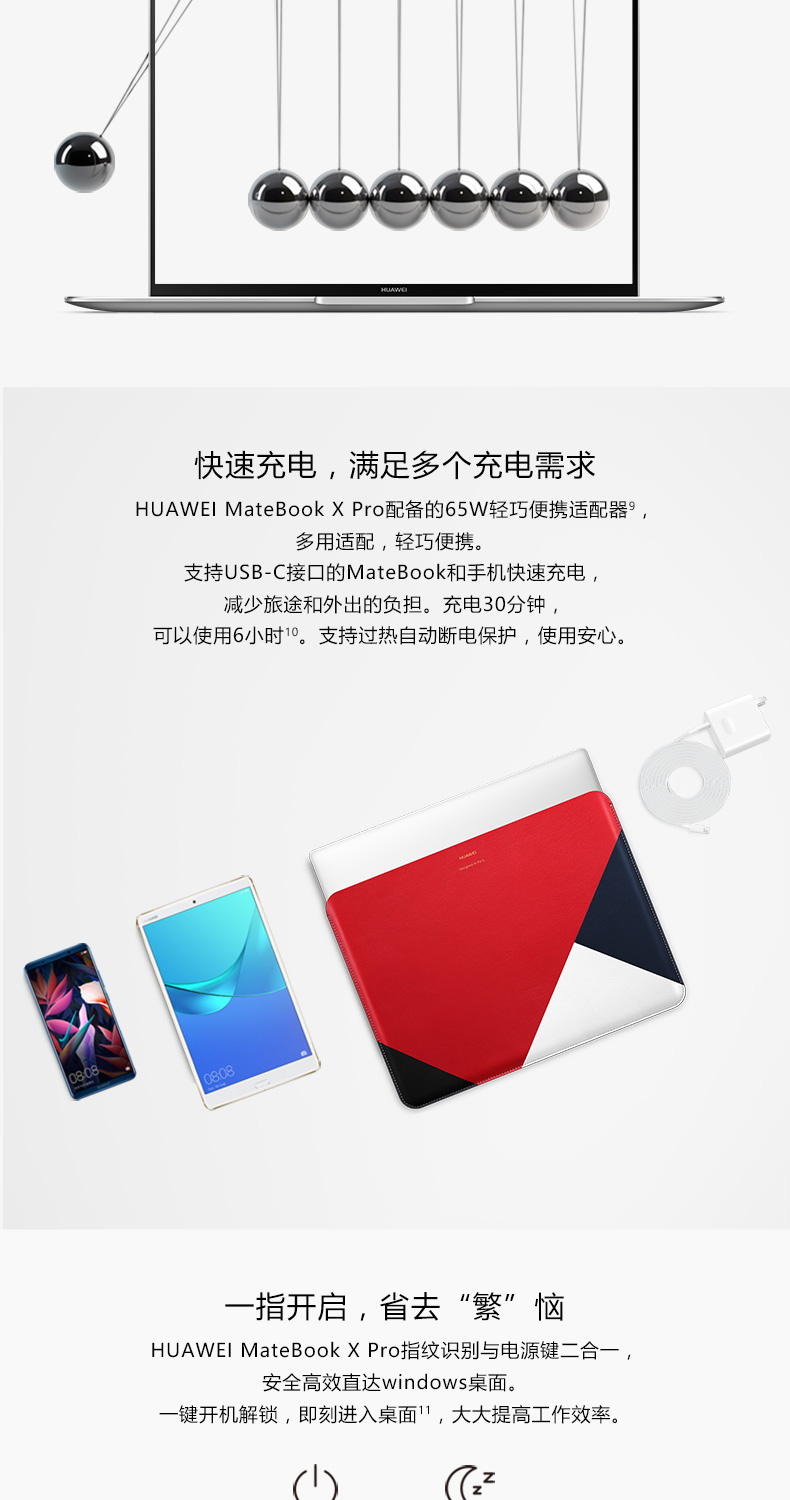 HUAWEI
快速充电，满足多个充电需求
HUAWEI MateBook X Pro配备的65W轻巧便携适配器9，
多用适配，轻巧便携。
支持USB-C接口的MateBook和手机快速充电，
减少旅途和外出的负担。充电30分钟，
可以使用6小时10。支持过热自动断电保护，使用安心。
HUAWEI
08:08
08:08
一指开启，省去“繁”恼
HUAWEI MateBook X Pro指纹识别与电源键二合一，
安全高效直达windows桌面。
一键开机解锁，即刻进入桌面11，大大提高工作效率。
z
z